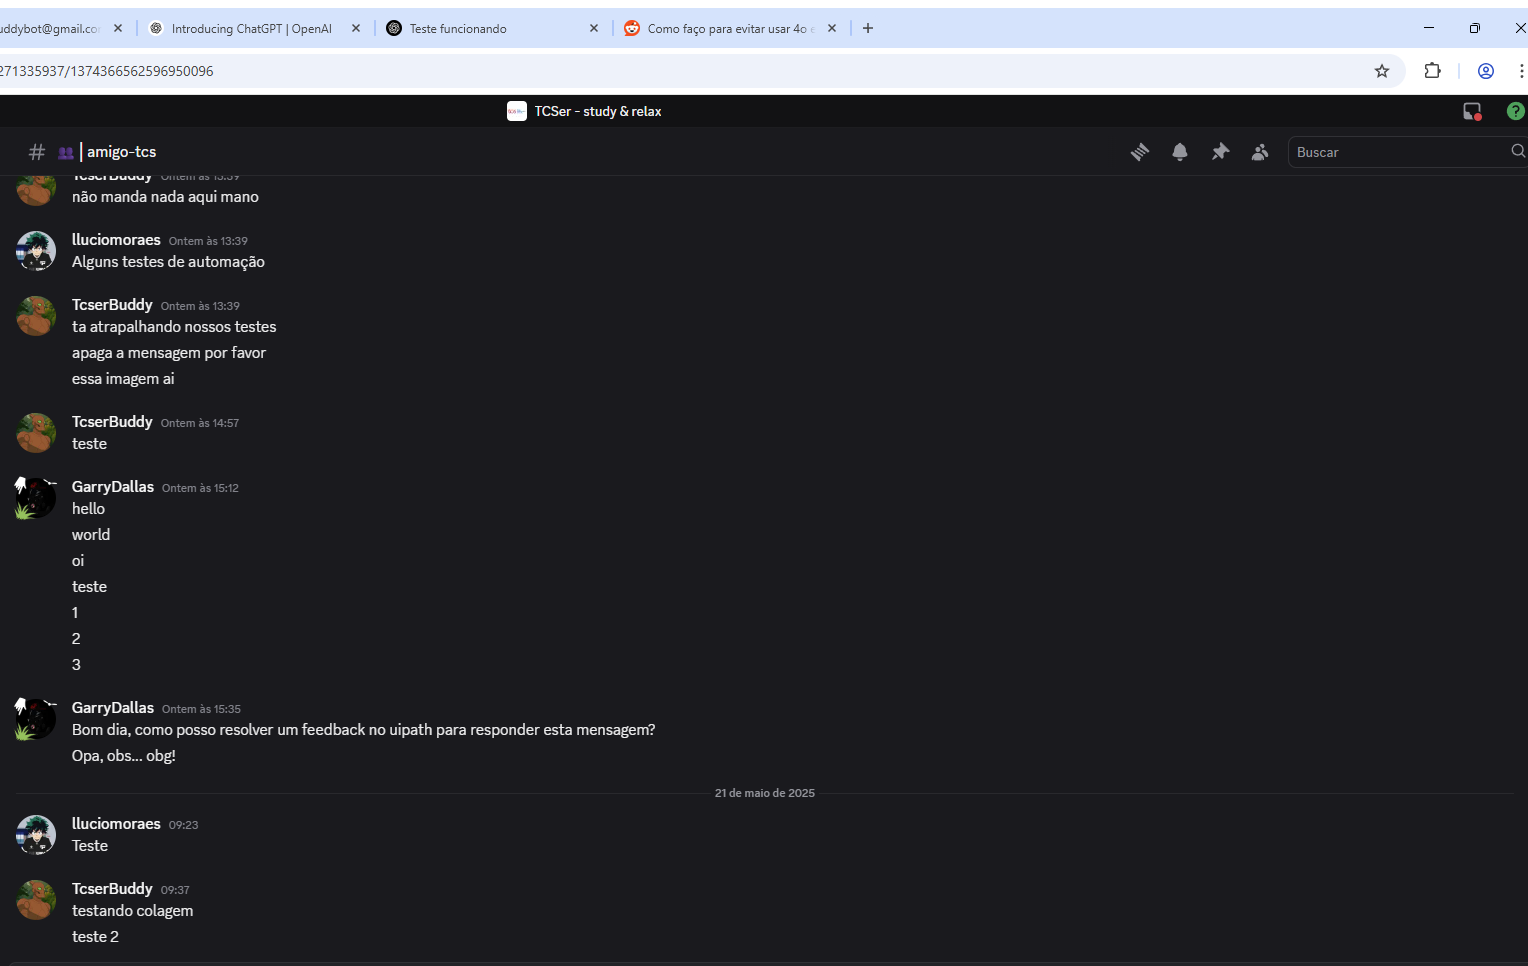 uddybot@gmail.co
Introducing ChatGPT | OpenAI
Teste funcionando
Como faço para evitar usar 4o e
271335937/1374366562596950096
TCSer - study & relax
amigo-tcs
Buscar
TcserBuddy Ontem às 13:39
não manda nada aqui mano
lluciomoraes Ontem às 13:39
Alguns testes de automação
TcserBuddy Ontem às 13:39
ta atrapalhando nossos testes
apaga a mensagem por favor
essa imagem ai
TcserBuddy Ontem às 14:57
teste
GarryDallas Ontem às 15:12
hello
world
oi
teste
1
2
3
GarryDallas Ontem às 15:35
Bom dia, como posso resolver um feedback no uipath para responder esta mensagem?
Opa, obs... obg!
21 de maio de 2025
lluciomoraes 09:23
Teste
TcserBuddy 09:37
testando colagem
teste 2